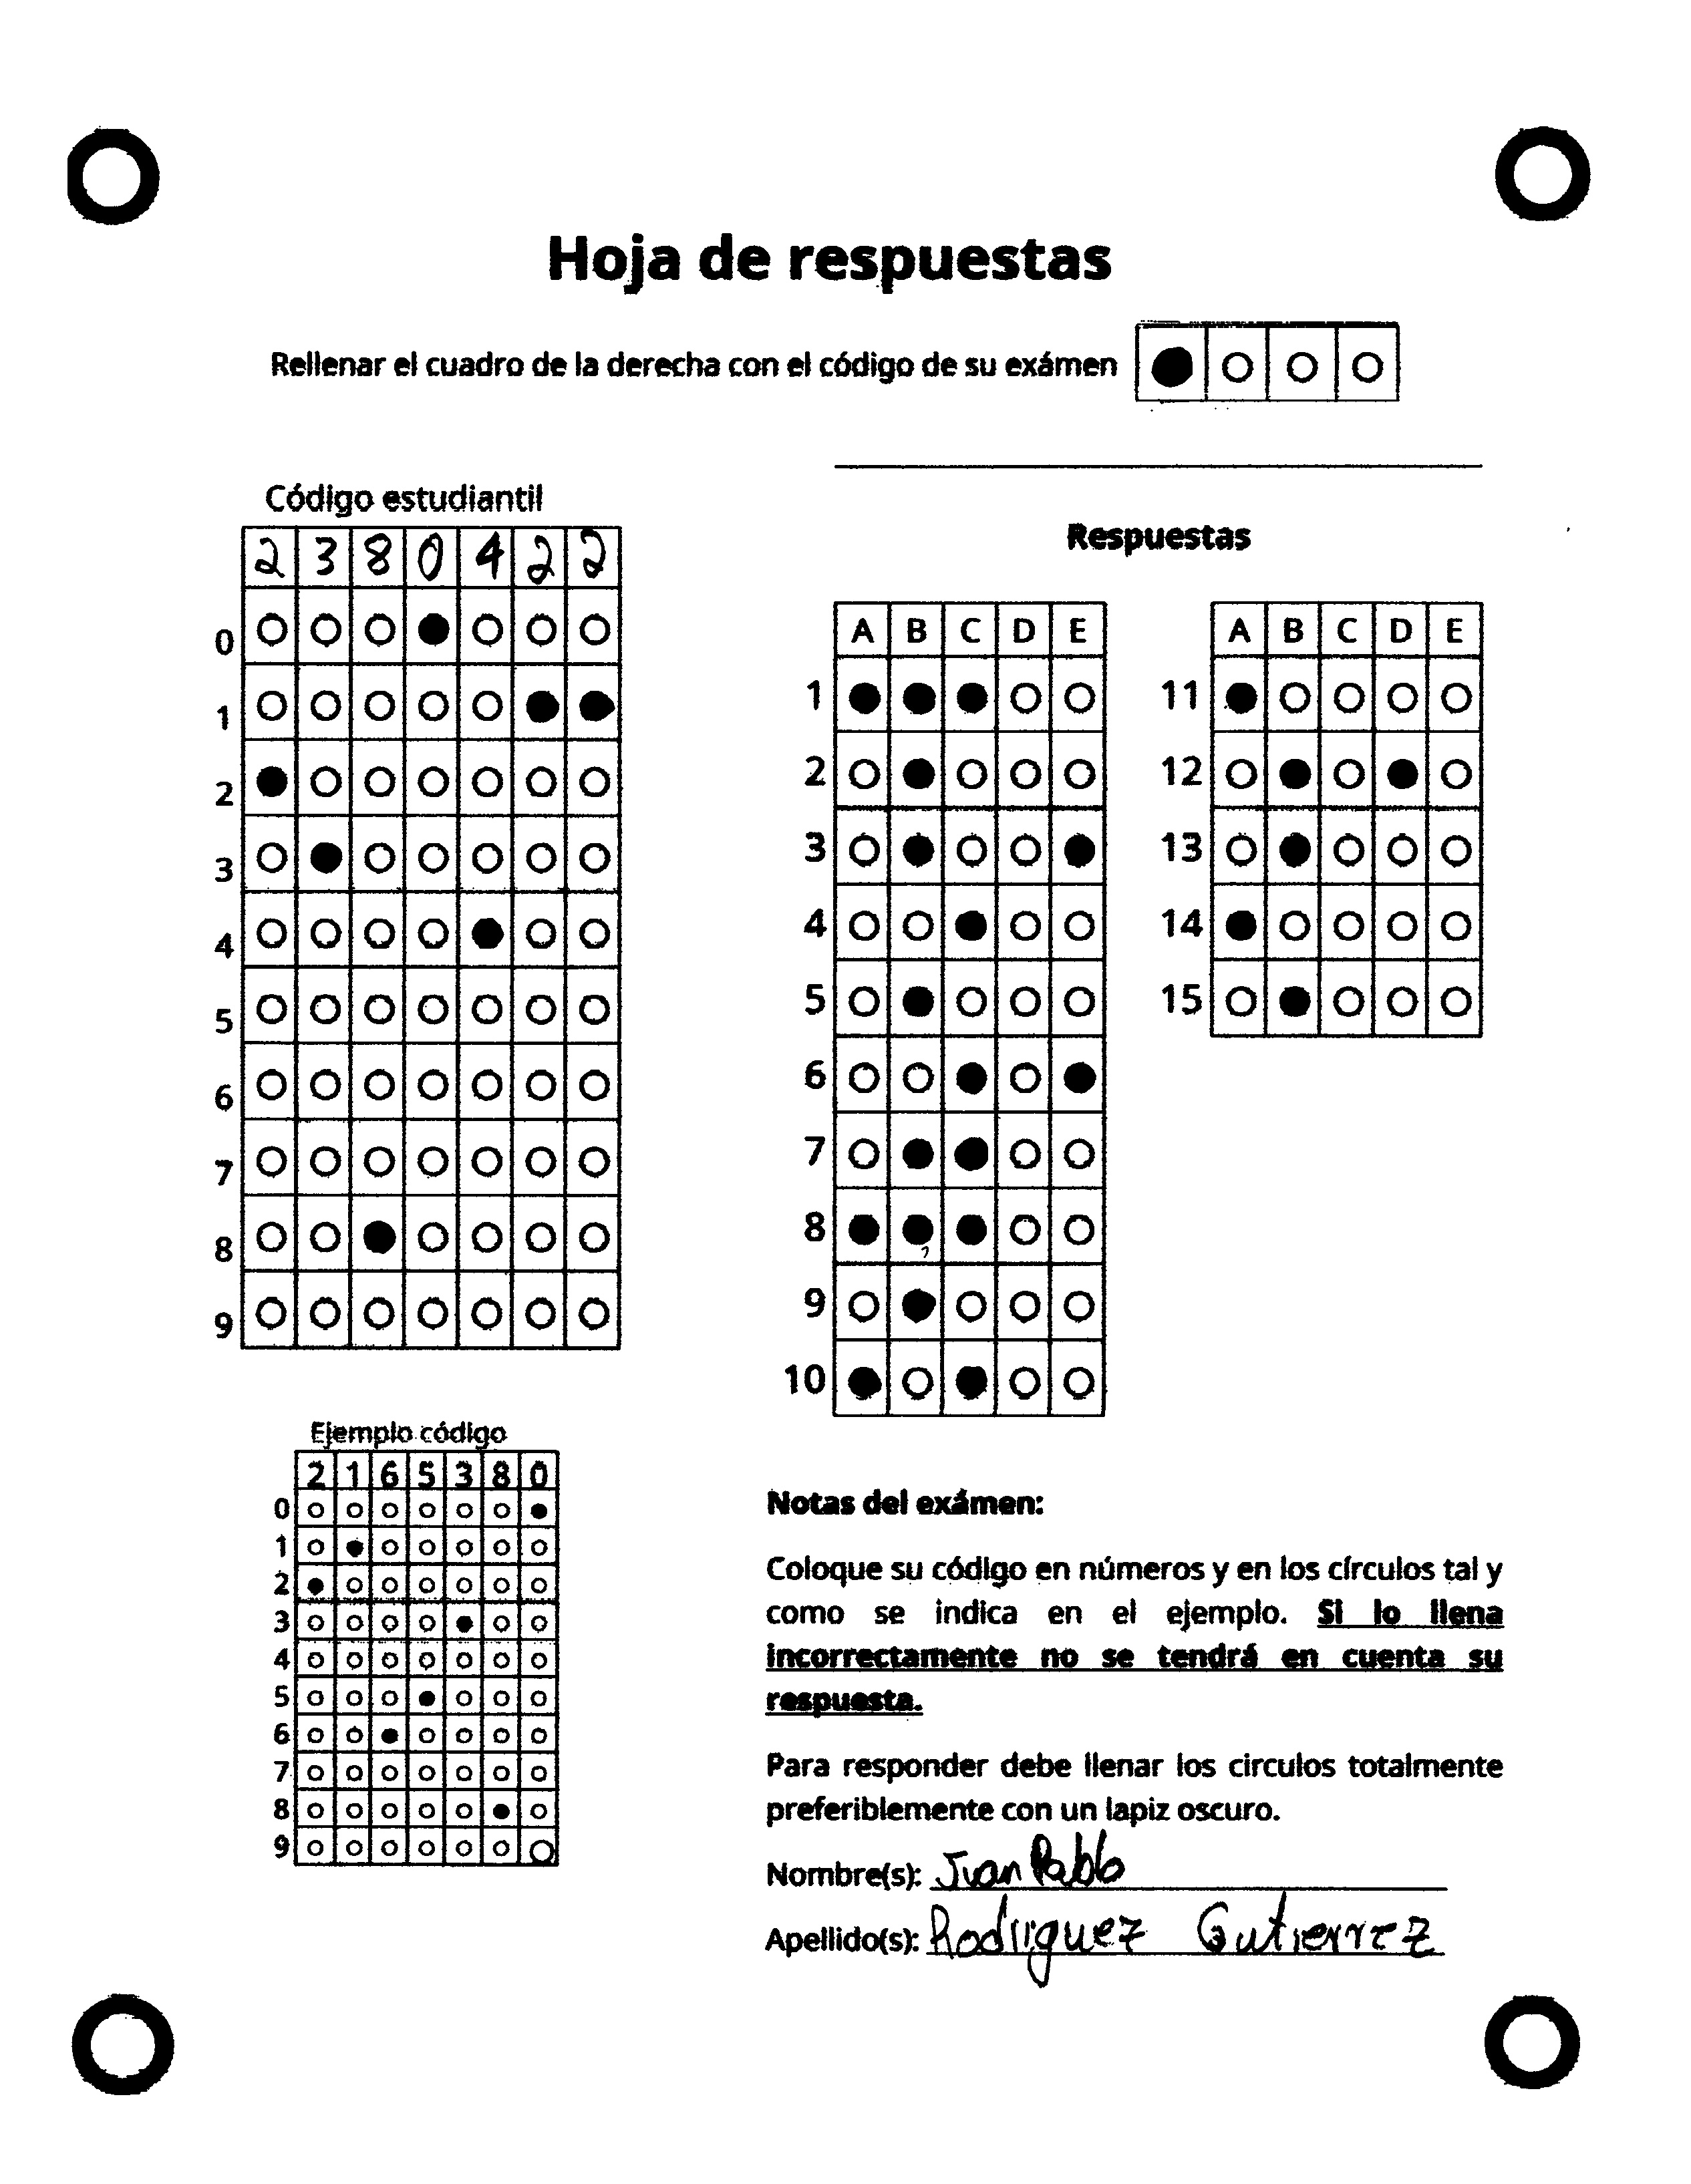 Hoja de respuestas
Rellenar el cuadro de la derecha con el código de su exámen
Código estudiantil
2 3 8 0 4 2 2
0
1
2
3
4
5
6
7
8
9
Respuestas
A B C D E
1
2
3
4
5
6
7
8
9
10
A B C D E
11
12
13
14
15
Ejemplo código
2 1 6 5 3 8 0
0
1
2
3
4
5
6
7
8
9
Notas del exámen:
Coloque su código en números y en los círculos tal y
como se indica en el ejemplo. Si lo llena
incorrectamente no se tendrá en cuenta su
respuesta.
Para responder debe llenar los circulos totalmente
preferiblemente con un lapiz oscuro.
Nombre(s): Juan Pablo
Apellido(s): Rodriguez Gutierrez